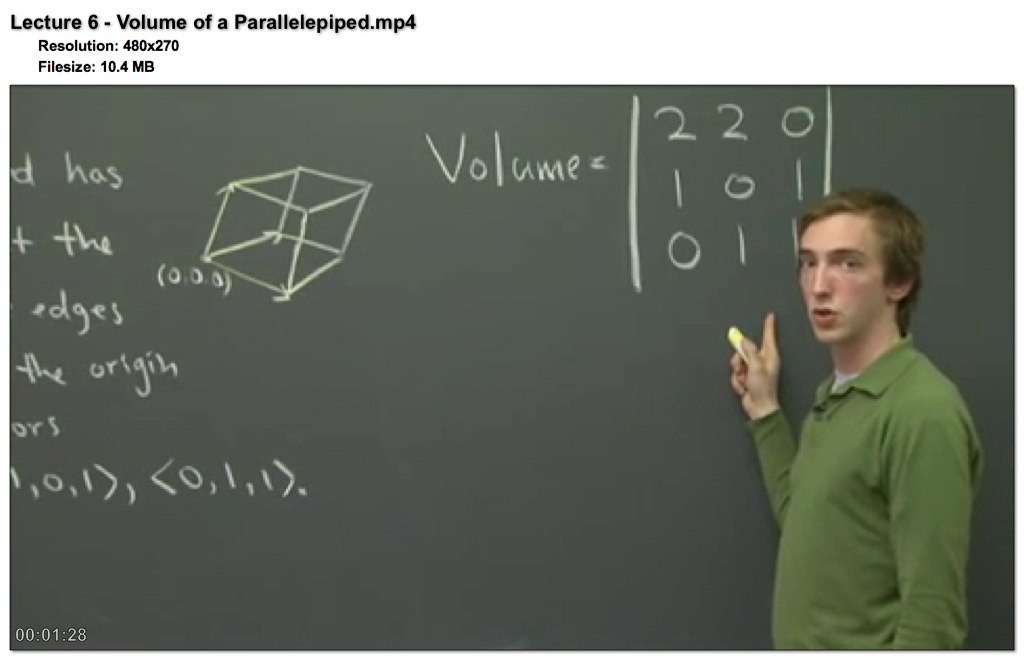 Lecture 6 - Volume of a Parallelepiped.mp4
Resolution: 480x270
Filesize: 10.4 MB
d has
t the
edges
the origin
ors
1,0,1⟩, ⟨0,1,1⟩.
(0,0,0)
Volume=
2 2 0
1 0 1
0 1 1
00:01:28